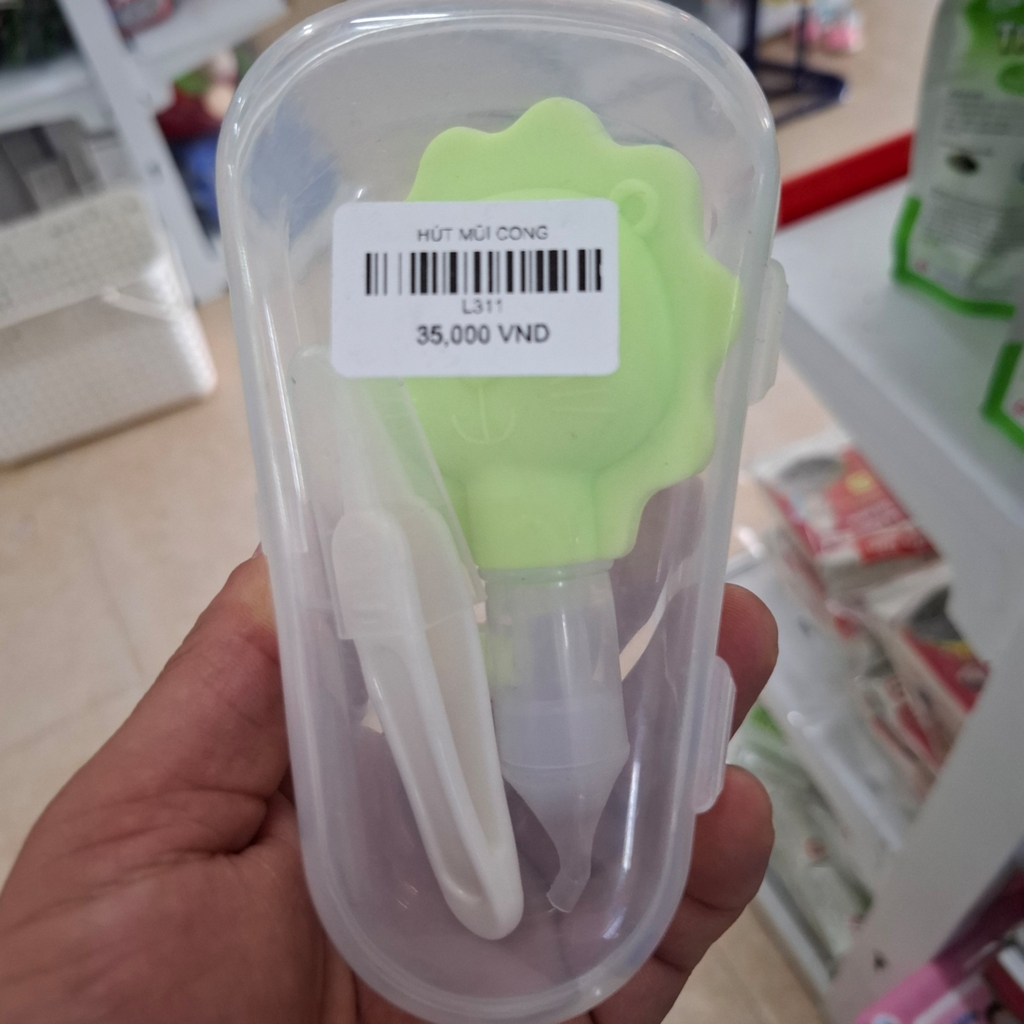 HÚT MŨI CONG
L311
35,000 VND